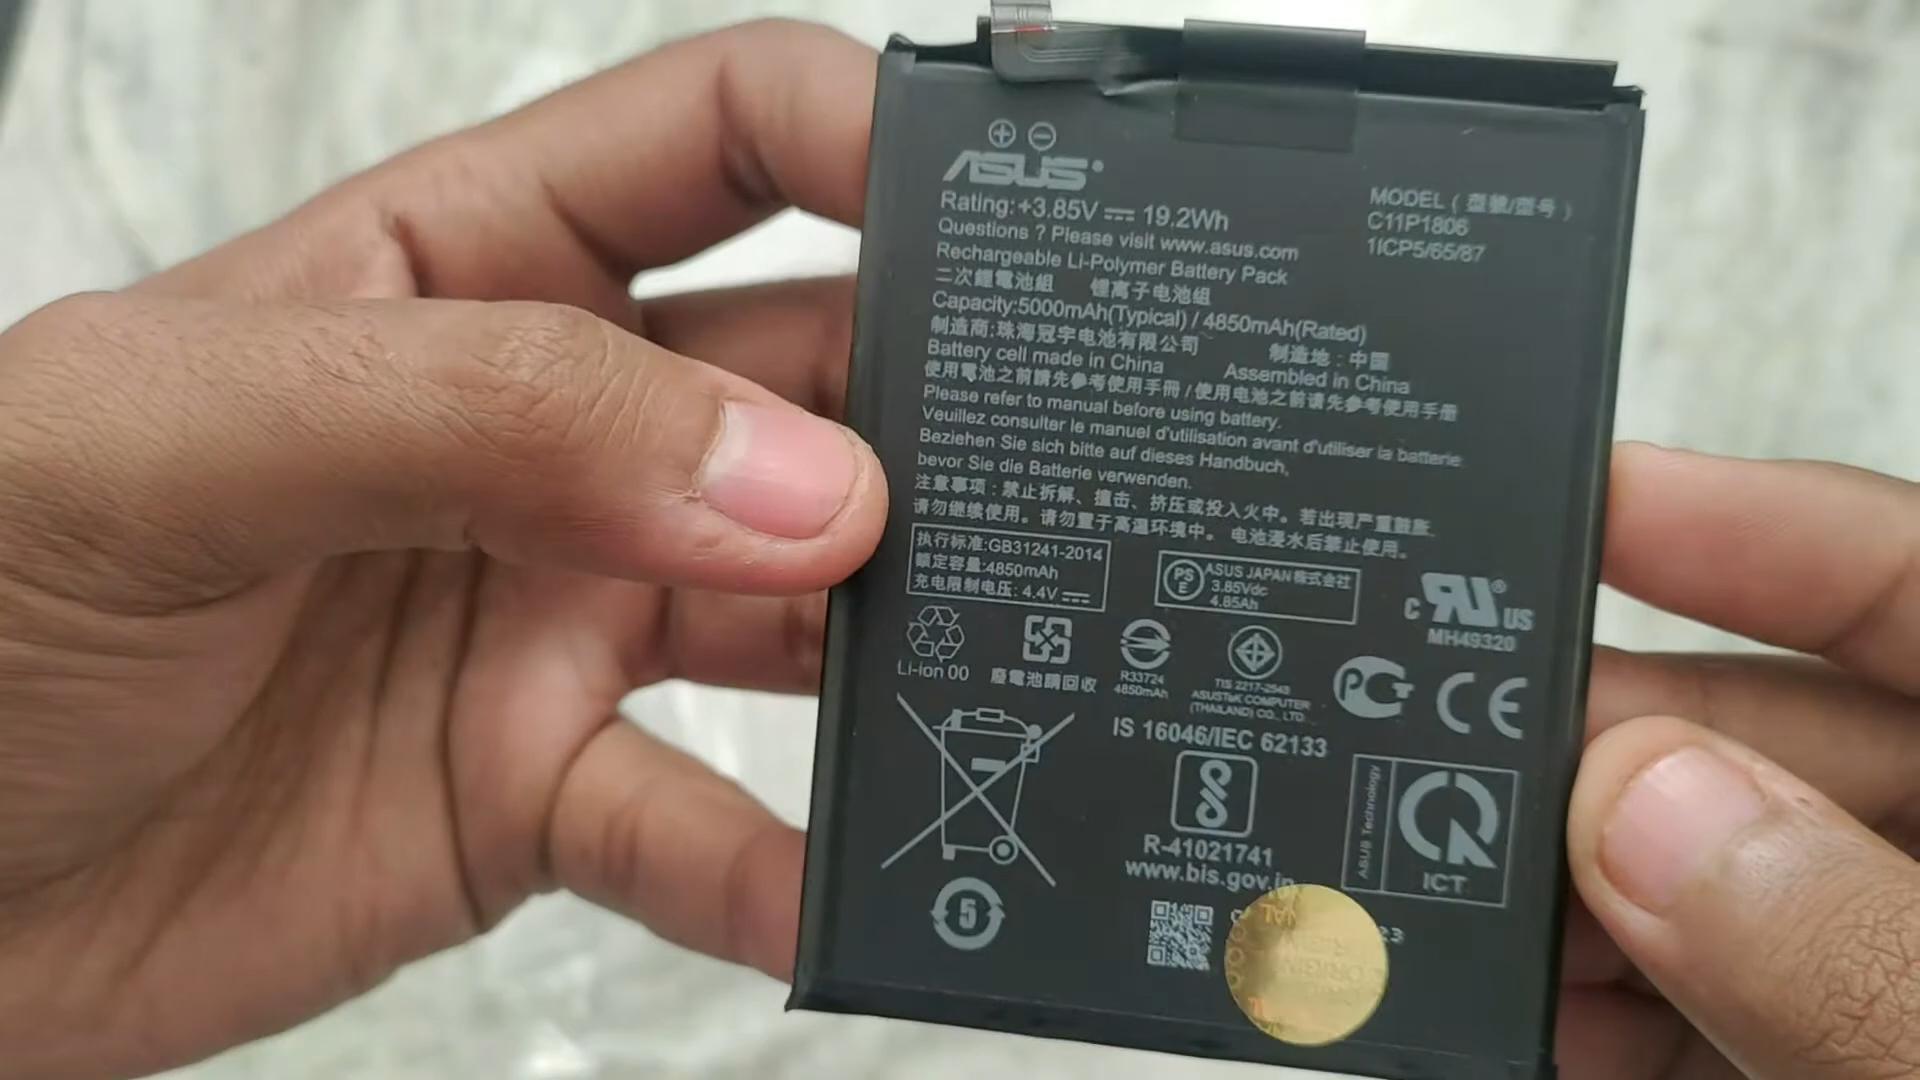 ASUS
Rating:+3.85V 19.2Wh
Questions ? Please visit www.asus.com
Rechargeable Li-Polymer Battery Pack
二次鋰電池組 锂离子电池组
Capacity:5000mAh(Typical) / 4850mAh(Rated)
制造商:珠海冠宇电池有限公司 制造地:中国
Battery cell made in China Assembled in China
使用電池之前請先參考使用手冊/使用电池之前请先参考使用手册
Please refer to manual before using battery.
Veuillez consulter le manuel d'utilisation avant d'utiliser la batterie
Beziehen Sie sich bitte auf dieses Handbuch,
bevor Sie die Batterie verwenden.
注意事项:禁止拆解、撞击、挤压或投入火中。若出现严重鼓胀,
请勿继续使用。请勿置于高温环境中。电池浸水后禁止使用。
MODEL(型號/型号)
C11P1806
1ICP5/65/87
执行标准:GB31241-2014
额定容量:4850mAh
充电限制电压: 4.4V
PS
E
ASUS JAPAN 株式会社
3.85Vdc
4.85Ah
C US
MH49320
Li-ion 00
廢電池請回收
R33724
4850mAh
TIS 2217-2548
ASUSTeK COMPUTER
(THAILAND) CO., LTD.
CE
IS 16046/IEC 62133
R-41021741
www.bis.gov.in
ASUS Technology
ICT
5
23
ORIGIN